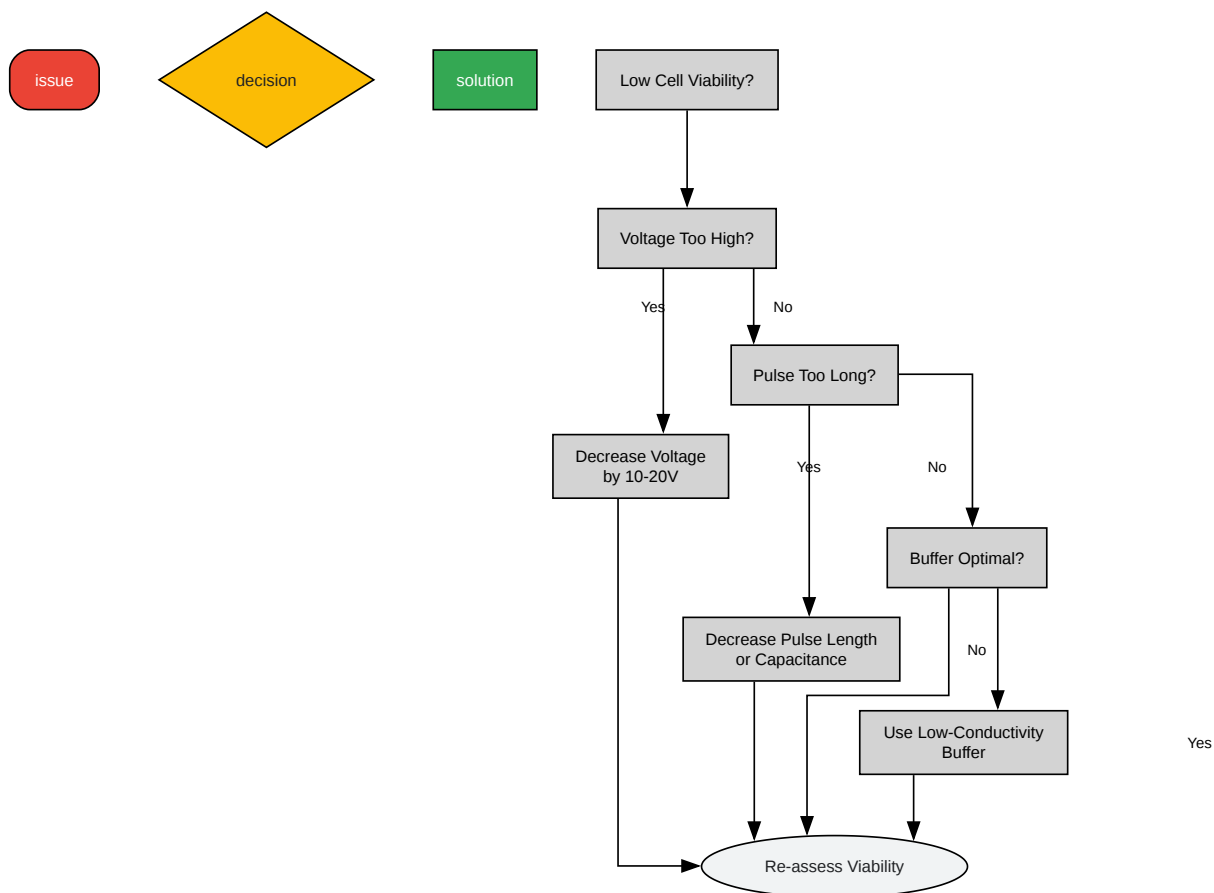 issue
decision
solution
Low Cell Viability?
Voltage Too High?
Yes
No
Pulse Too Long?
Decrease Voltage
by 10-20V
Yes
No
Buffer Optimal?
Decrease Pulse Length
or Capacitance
No
Use Low-Conductivity
Buffer
Yes
Re-assess Viability